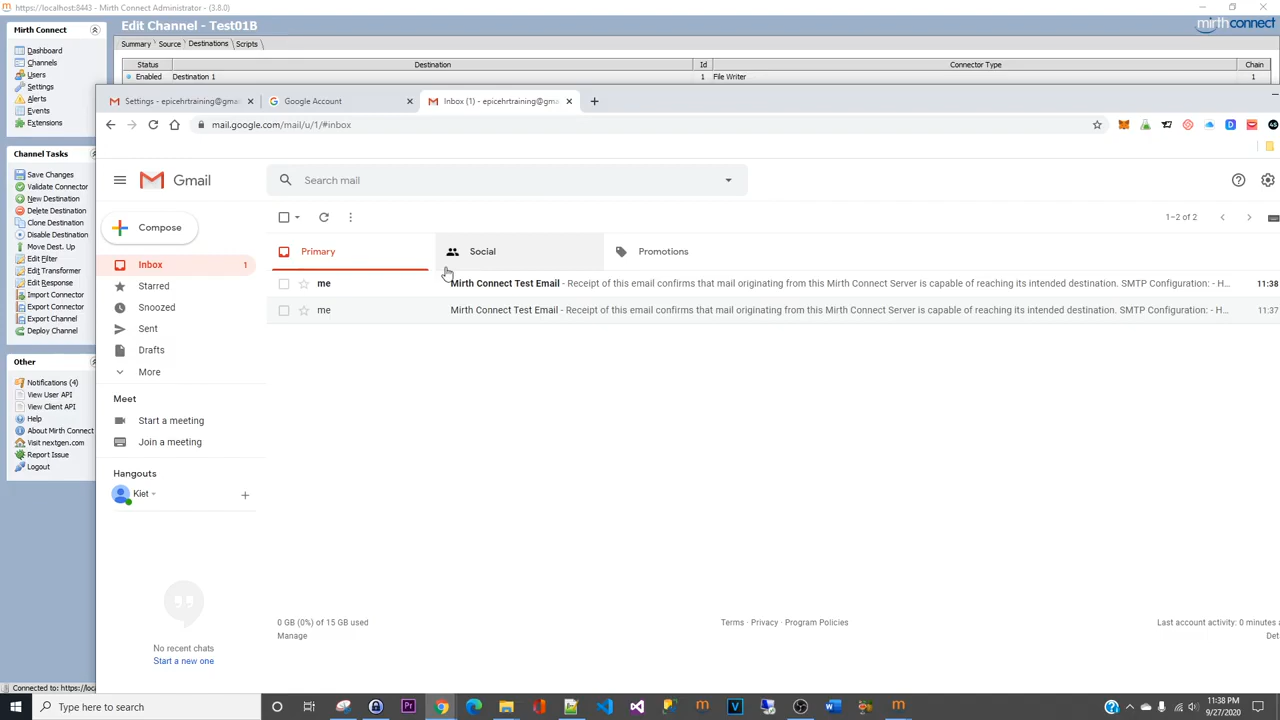 https://localhost:8443 - Mirth Connect Administrator - (3.8.0)
Mirth Connect
Edit Channel - Test01B
mirthconnect
Dashboard
Channels
Users
Settings
Alerts
Events
Extensions
Summary Source Destinations Scripts
Status Destination Id Connector Type Chain
Enabled Destination 1 1 File Writer 1
Channel Tasks
Save Changes
Validate Connector
New Destination
Delete Destination
Clone Destination
Disable Destination
Move Dest. Up
Edit Filter
Edit Transformer
Edit Response
Import Connector
Export Connector
Export Channel
Deploy Channel
Other
Notifications (4)
View User API
View Client API
Help
About Mirth Connect
Visit nextgen.com
Report Issue
Logout
Connected to: https://loca
Settings - epicehrtraining@gma
Google Account
Inbox (1) - epicehrtraining@gma
mail.google.com/mail/u/1/#inbox
Gmail
Search mail
Compose
1–2 of 2
Inbox 1
Starred
Snoozed
Sent
Drafts
More
Primary
Social
Promotions
me Mirth Connect Test Email - Receipt of this email confirms that mail originating from this Mirth Connect Server is capable of reaching its intended destination. SMTP Configuration: - H... 11:38
me Mirth Connect Test Email - Receipt of this email confirms that mail originating from this Mirth Connect Server is capable of reaching its intended destination. SMTP Configuration: - H... 11:37
Meet
Start a meeting
Join a meeting
Hangouts
Kiet
No recent chats
Start a new one
0 GB (0%) of 15 GB used
Manage
Terms · Privacy · Program Policies
Last account activity: 0 minutes a
Det
Type here to search
11:38 PM
9/27/2020